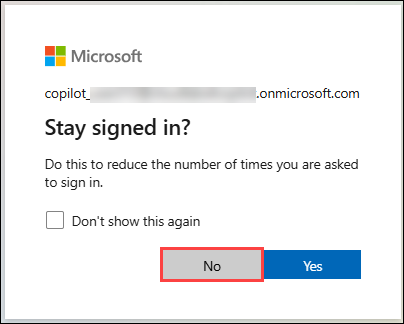 Microsoft
copilot_ .onmicrosoft.com
Stay signed in?
Do this to reduce the number of times you are asked
to sign in.
Don't show this again
No
Yes